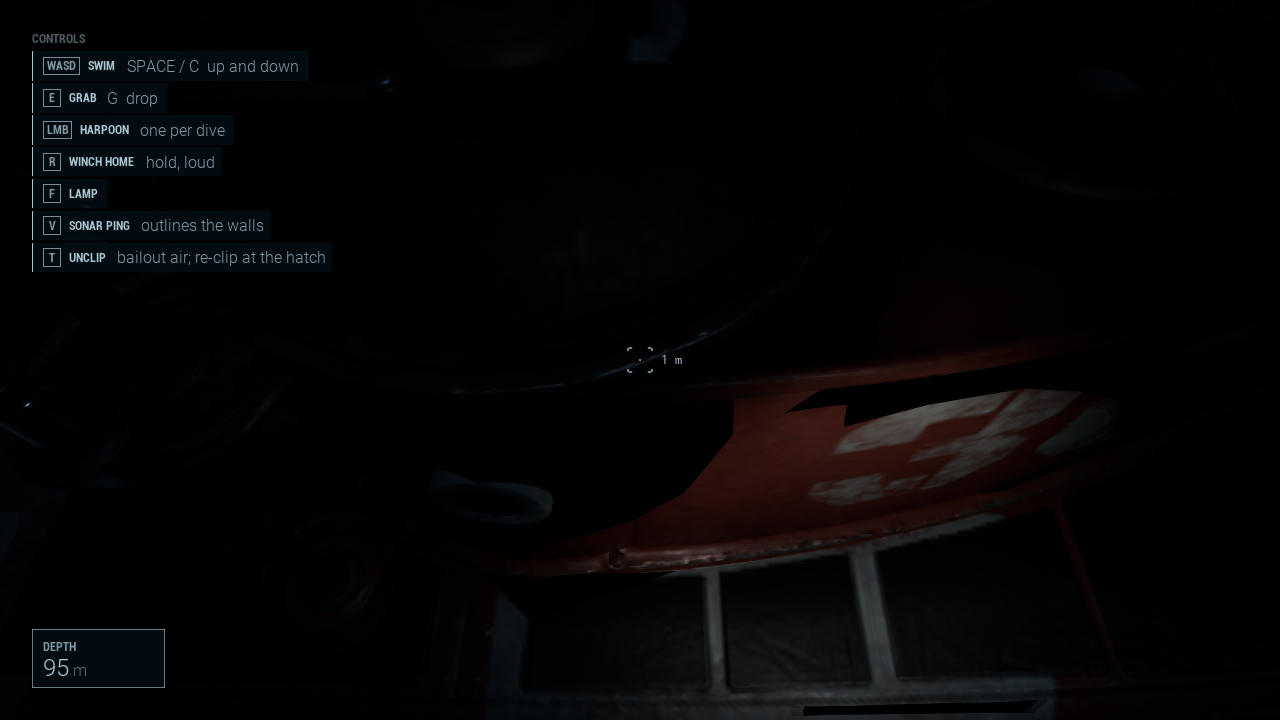 CONTROLS
WASD SWIM SPACE / C up and down
E GRAB G drop
LMB HARPOON one per dive
R WINCH HOME hold, loud
F LAMP
V SONAR PING outlines the walls
T UNCLIP bailout air; re-clip at the hatch
1 m
DEPTH
95 m